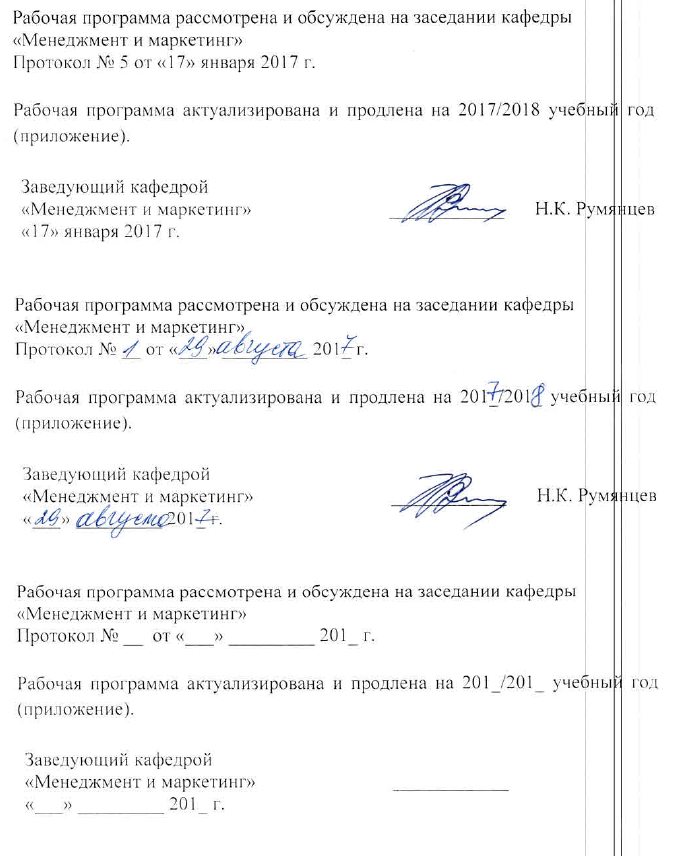 Рабочая программа рассмотрена и обсуждена на заседании кафедры
«Менеджмент и маркетинг»
Протокол № 5 от «17» января 2017 г.
Рабочая программа актуализирована и продлена на 2017/2018 учебный год
(приложение).
Заведующий кафедрой
«Менеджмент и маркетинг» Н.К. Румянцев
«17» января 2017 г.
Рабочая программа рассмотрена и обсуждена на заседании кафедры
«Менеджмент и маркетинг»
Протокол № 1 от «29» августа 2017 г.
Рабочая программа актуализирована и продлена на 2017/2018 учебный год
(приложение).
Заведующий кафедрой
«Менеджмент и маркетинг» Н.К. Румянцев
«29» августа 2017 г.
Рабочая программа рассмотрена и обсуждена на заседании кафедры
«Менеджмент и маркетинг»
Протокол № __ от «___» _________ 201_ г.
Рабочая программа актуализирована и продлена на 201_/201_ учебный год
(приложение).
Заведующий кафедрой
«Менеджмент и маркетинг» ____________
«___» _________ 201_ г.